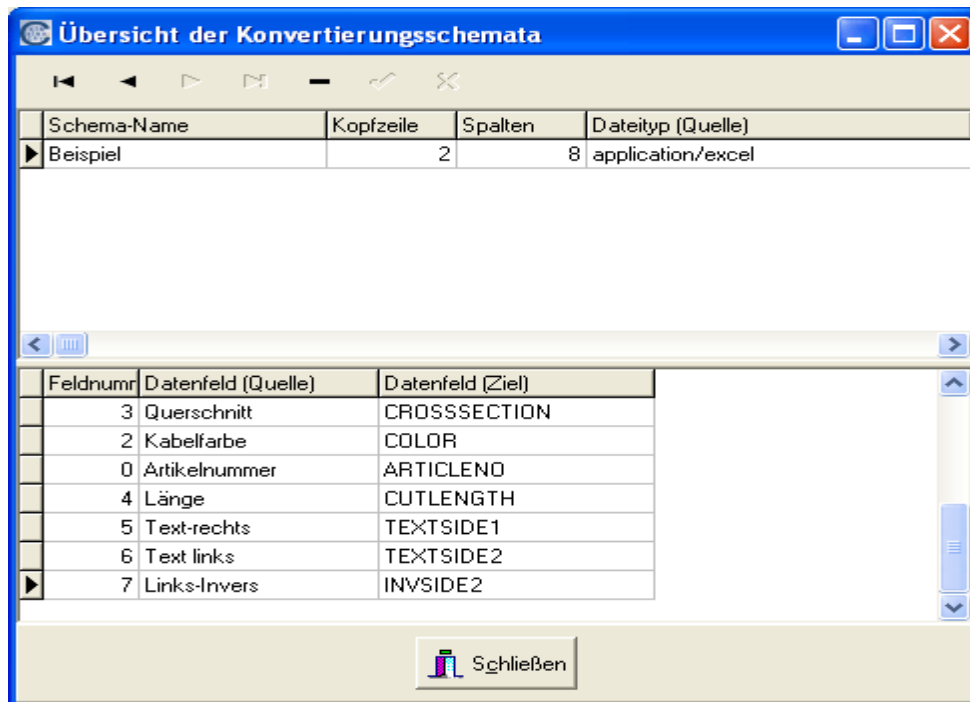 Übersicht der Konvertierungsschemata
Schema-Name Kopfzeile Spalten Dateityp (Quelle)
Beispiel 2 8 application/excel
Feldnumr Datenfeld (Quelle) Datenfeld (Ziel)
3 Querschnitt CROSSSECTION
2 Kabelfarbe COLOR
0 Artikelnummer ARTICLENO
4 Länge CUTLENGTH
5 Text-rechts TEXTSIDE1
6 Text links TEXTSIDE2
7 Links-Invers INVSIDE2
Schließen